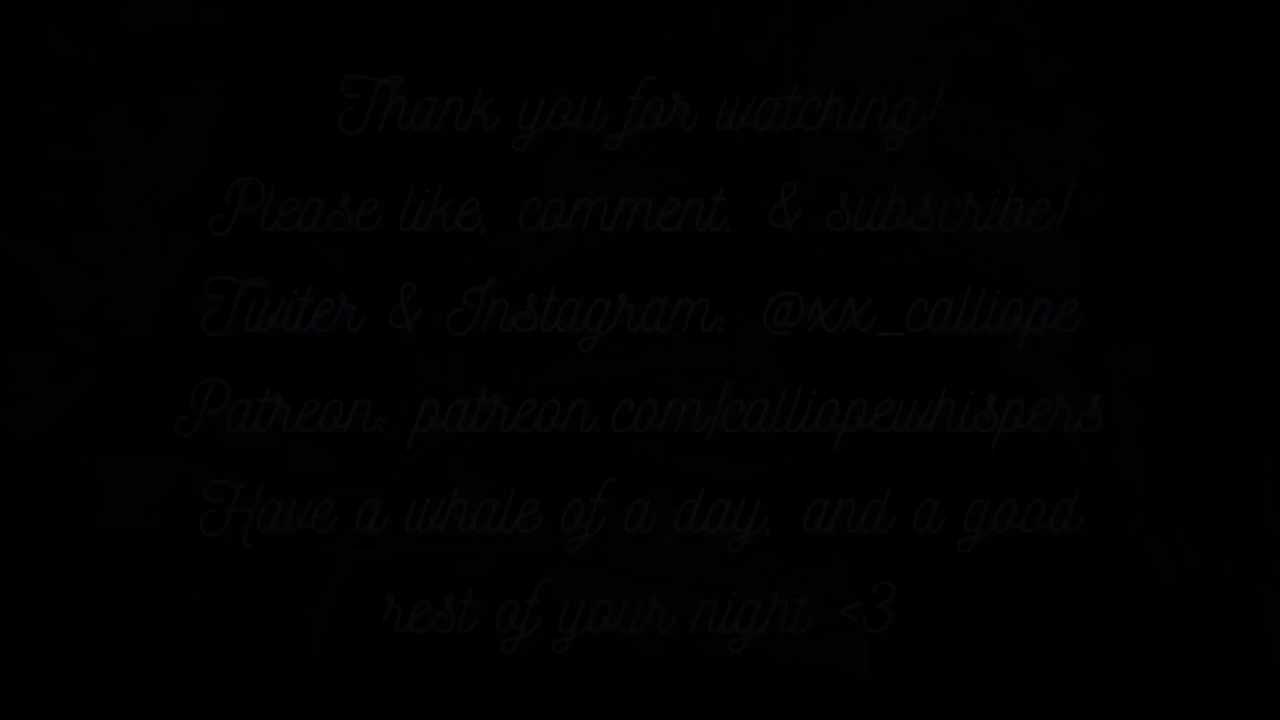 Thank you for watching!
Please like, comment, & subscribe!
Twiter & Instagram: @xx_calliope
Patreon: patreon.com/calliopewhispers
Have a whale of a day, and a good
rest of your night <3